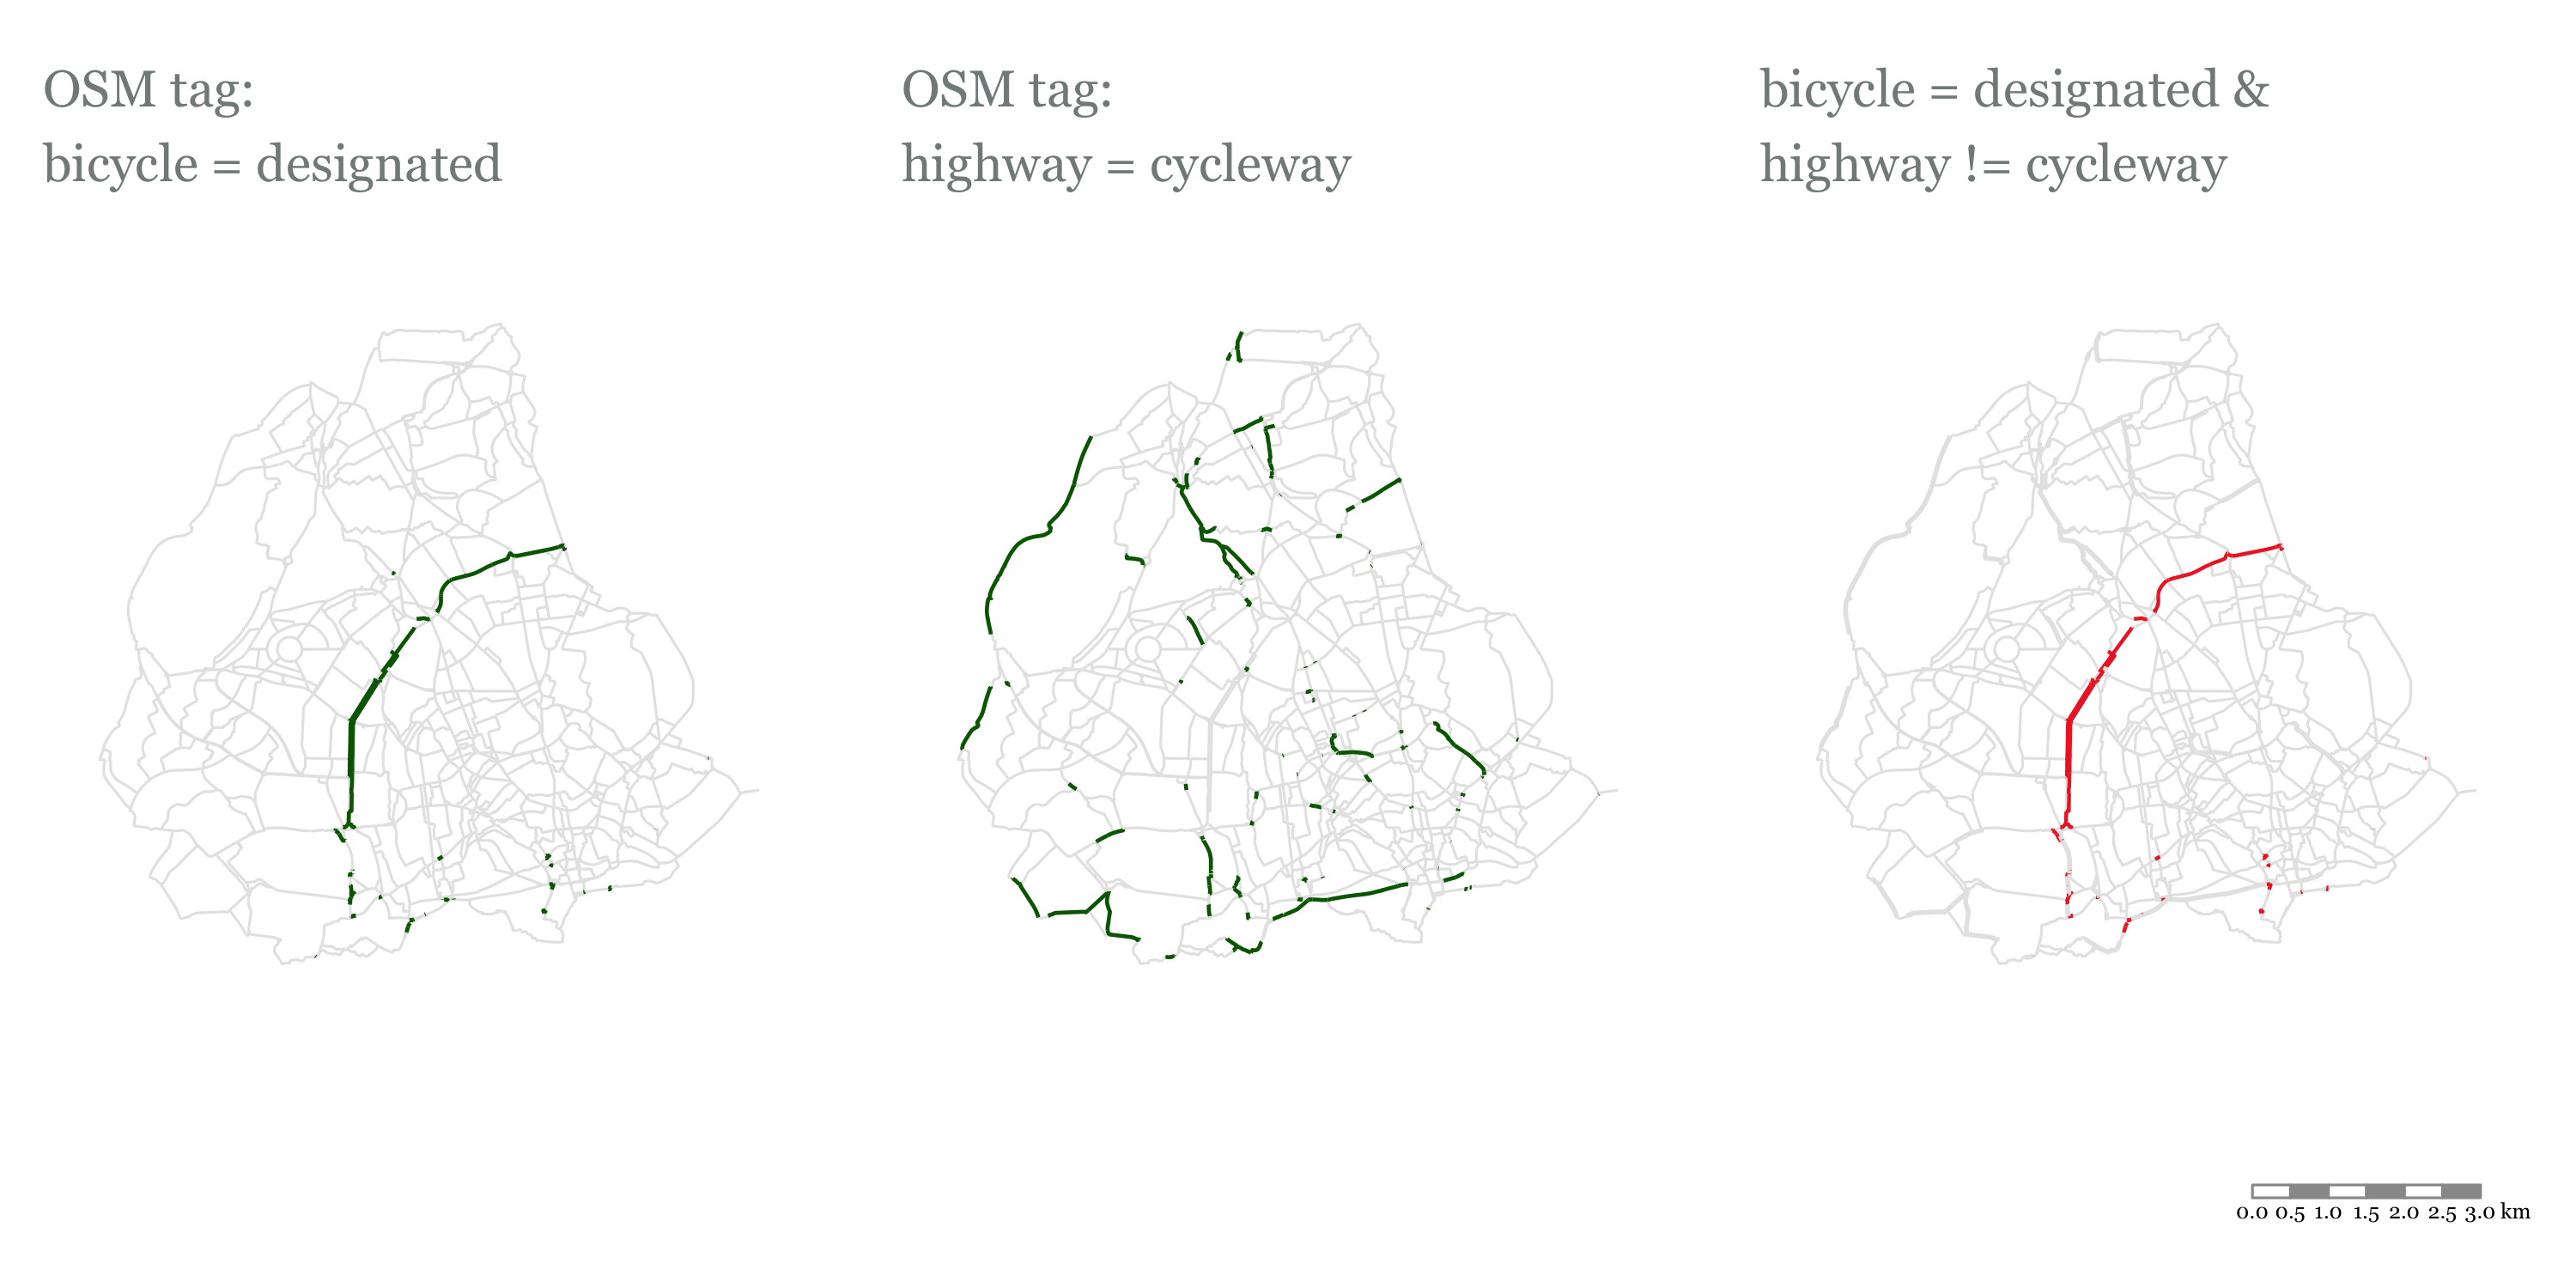 OSM tag:
bicycle = designated
OSM tag:
highway = cycleway
bicycle = designated &
highway != cycleway
0.0 0.5 1.0 1.5 2.0 2.5 3.0 km